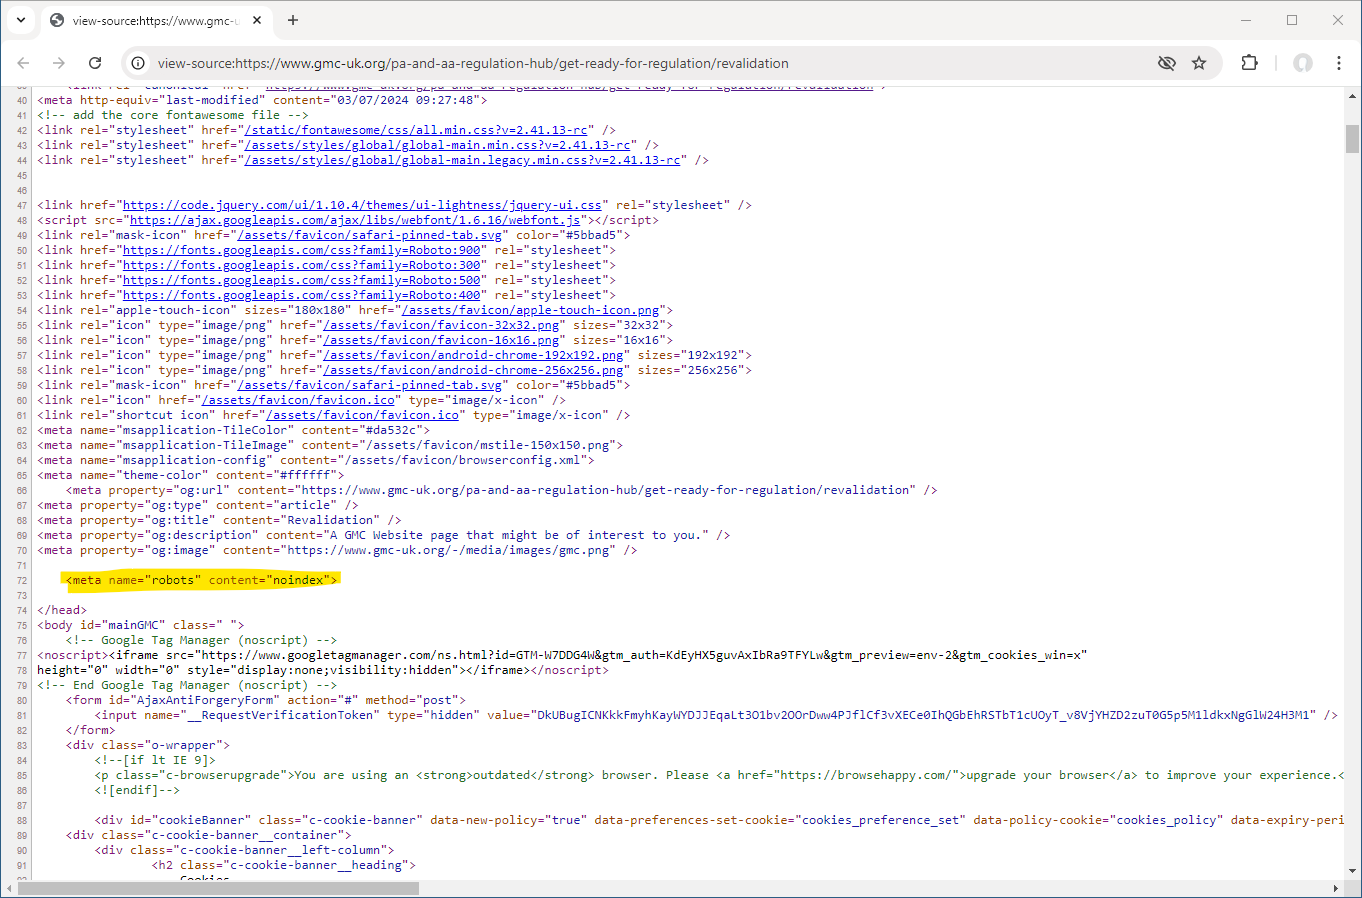 view-source:https://www.gmc-u
view-source:https://www.gmc-uk.org/pa-and-aa-regulation-hub/get-ready-for-regulation/revalidation
40 <meta http-equiv="last-modified" content="03/07/2024 09:27:48">
41 <!-- add the core fontawesome file -->
42 <link rel="stylesheet" href="/static/fontawesome/css/all.min.css?v=2.41.13-rc" />
43 <link rel="stylesheet" href="/assets/styles/global/global-main.min.css?v=2.41.13-rc" />
44 <link rel="stylesheet" href="/assets/styles/global/global-main.legacy.min.css?v=2.41.13-rc" />
45
46
47 <link href="https://code.jquery.com/ui/1.10.4/themes/ui-lightness/jquery-ui.css" rel="stylesheet" />
48 <script src="https://ajax.googleapis.com/ajax/libs/webfont/1.6.16/webfont.js"></script>
49 <link rel="mask-icon" href="/assets/favicon/safari-pinned-tab.svg" color="#5bbad5">
50 <link href="https://fonts.googleapis.com/css?family=Roboto:900" rel="stylesheet">
51 <link href="https://fonts.googleapis.com/css?family=Roboto:300" rel="stylesheet">
52 <link href="https://fonts.googleapis.com/css?family=Roboto:500" rel="stylesheet">
53 <link href="https://fonts.googleapis.com/css?family=Roboto:400" rel="stylesheet">
54 <link rel="apple-touch-icon" sizes="180x180" href="/assets/favicon/apple-touch-icon.png">
55 <link rel="icon" type="image/png" href="/assets/favicon/favicon-32x32.png" sizes="32x32">
56 <link rel="icon" type="image/png" href="/assets/favicon/favicon-16x16.png" sizes="16x16">
57 <link rel="icon" type="image/png" href="/assets/favicon/android-chrome-192x192.png" sizes="192x192">
58 <link rel="icon" type="image/png" href="/assets/favicon/android-chrome-256x256.png" sizes="256x256">
59 <link rel="mask-icon" href="/assets/favicon/safari-pinned-tab.svg" color="#5bbad5">
60 <link rel="icon" href="/assets/favicon/favicon.ico" type="image/x-icon" />
61 <link rel="shortcut icon" href="/assets/favicon/favicon.ico" type="image/x-icon" />
62 <meta name="msapplication-TileColor" content="#da532c">
63 <meta name="msapplication-TileImage" content="/assets/favicon/mstile-150x150.png">
64 <meta name="msapplication-config" content="/assets/favicon/browserconfig.xml">
65 <meta name="theme-color" content="#ffffff">
66 <meta property="og:url" content="https://www.gmc-uk.org/pa-and-aa-regulation-hub/get-ready-for-regulation/revalidation" />
67 <meta property="og:type" content="article" />
68 <meta property="og:title" content="Revalidation" />
69 <meta property="og:description" content="A GMC Website page that might be of interest to you." />
70 <meta property="og:image" content="https://www.gmc-uk.org/-/media/images/gmc.png" />
71
72 <meta name="robots" content="noindex">
73
74 </head>
75 <body id="mainGMC" class=" ">
76 <!-- Google Tag Manager (noscript) -->
77 <noscript><iframe src="https://www.googletagmanager.com/ns.html?id=GTM-W7DDG4W&gtm_auth=KdEyHX5guvAxIbRa9TFYLw&gtm_preview=env-2&gtm_cookies_win=x"
78 height="0" width="0" style="display:none;visibility:hidden"></iframe></noscript>
79 <!-- End Google Tag Manager (noscript) -->
80 <form id="AjaxAntiForgeryForm" action="#" method="post">
81 <input name="__RequestVerificationToken" type="hidden" value="DkUBugICNKkkFmyhKayWYDJJEqaLt3O1bv2OOrDww4PJflCf3vXECe0IhQGbEhRSTbT1cUOyT_v8VjYHZD2zuT0G5p5M1ldkxNgGlW24H3M1" />
82 </form>
83 <div class="o-wrapper">
84 <!--[if lt IE 9]>
85 <p class="c-browserupgrade">You are using an <strong>outdated</strong> browser. Please <a href="https://browsehappy.com/">upgrade your browser</a> to improve your experience.<
86 <![endif]-->
87
88 <div id="cookieBanner" class="c-cookie-banner" data-new-policy="true" data-preferences-set-cookie="cookies_preference_set" data-policy-cookie="cookies_policy" data-expiry-peri
89 <div class="c-cookie-banner__container">
90 <div class="c-cookie-banner__left-column">
91 <h2 class="c-cookie-banner__heading">
Cookies